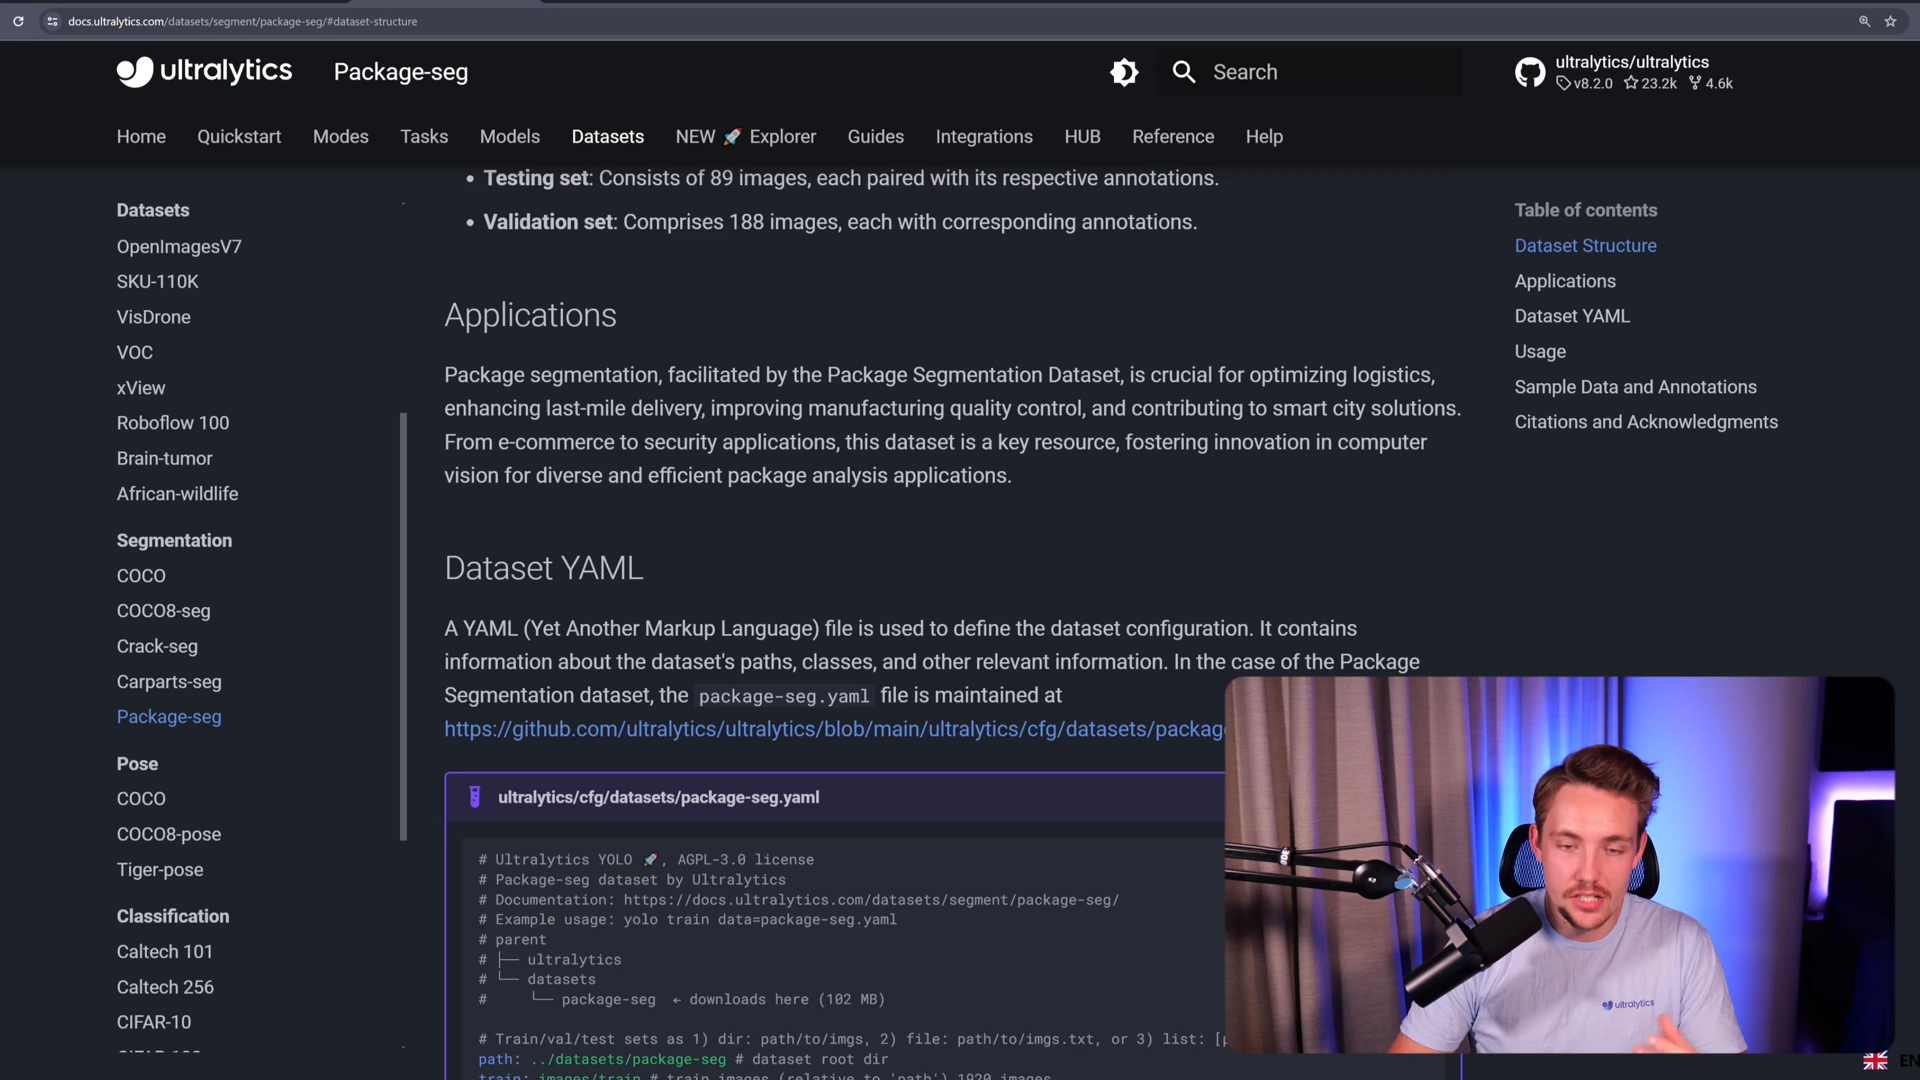 docs.ultralytics.com/datasets/segment/package-seg/#dataset-structure
ultralytics
Package-seg
Search
ultralytics/ultralytics
v8.2.0 23.2k 4.6k
Home Quickstart Modes Tasks Models Datasets NEW 🚀 Explorer Guides Integrations HUB Reference Help
Datasets
OpenImagesV7
SKU-110K
VisDrone
VOC
xView
Roboflow 100
Brain-tumor
African-wildlife
Segmentation
COCO
COCO8-seg
Crack-seg
Carparts-seg
Package-seg
Pose
COCO
COCO8-pose
Tiger-pose
Classification
Caltech 101
Caltech 256
CIFAR-10
• Testing set: Consists of 89 images, each paired with its respective annotations.
• Validation set: Comprises 188 images, each with corresponding annotations.
Applications
Package segmentation, facilitated by the Package Segmentation Dataset, is crucial for optimizing logistics,
enhancing last-mile delivery, improving manufacturing quality control, and contributing to smart city solutions.
From e-commerce to security applications, this dataset is a key resource, fostering innovation in computer
vision for diverse and efficient package analysis applications.
Dataset YAML
A YAML (Yet Another Markup Language) file is used to define the dataset configuration. It contains
information about the dataset's paths, classes, and other relevant information. In the case of the Package
Segmentation dataset, the package-seg.yaml file is maintained at
https://github.com/ultralytics/ultralytics/blob/main/ultralytics/cfg/datasets/packag
ultralytics/cfg/datasets/package-seg.yaml
# Ultralytics YOLO 🚀, AGPL-3.0 license
# Package-seg dataset by Ultralytics
# Documentation: https://docs.ultralytics.com/datasets/segment/package-seg/
# Example usage: yolo train data=package-seg.yaml
# parent
# ├── ultralytics
# └── datasets
#     └── package-seg ← downloads here (102 MB)
# Train/val/test sets as 1) dir: path/to/imgs, 2) file: path/to/imgs.txt, or 3) list: [p
path: ../datasets/package-seg # dataset root dir
train: images/train # train images (relative to 'path') 1920 images
Table of contents
Dataset Structure
Applications
Dataset YAML
Usage
Sample Data and Annotations
Citations and Acknowledgments
ultralytics
EN